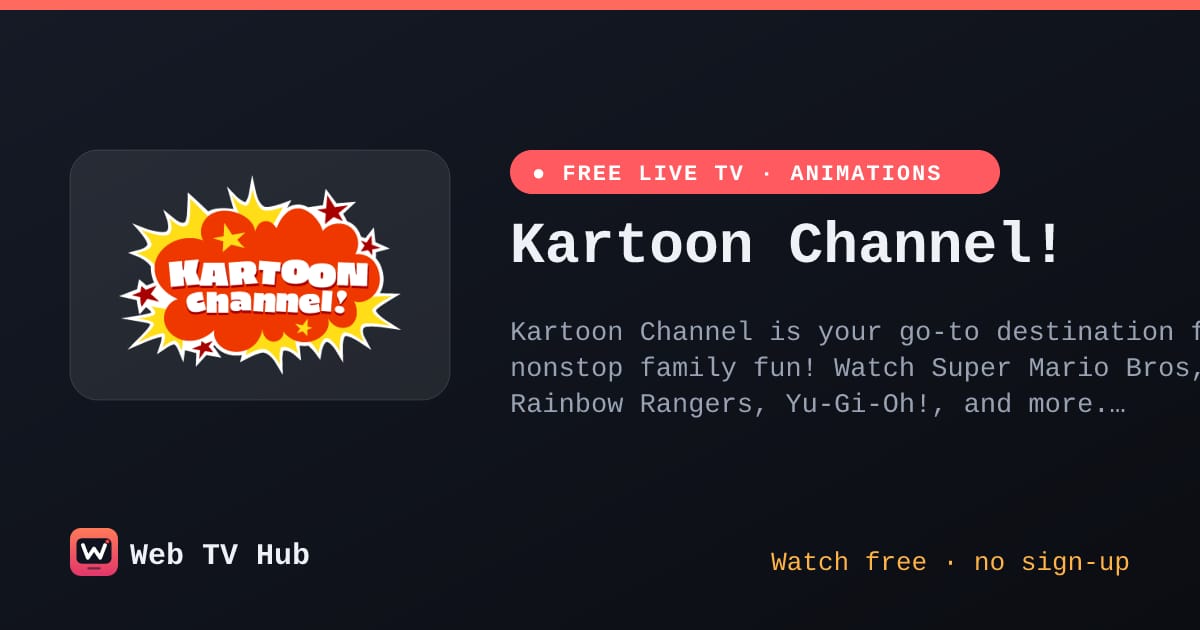 KARTOON
channel!
● FREE LIVE TV · ANIMATIONS
Kartoon Channel!
Kartoon Channel is your go-to destination f
nonstop family fun! Watch Super Mario Bros,
Rainbow Rangers, Yu-Gi-Oh!, and more.…
W
Web TV Hub
Watch free · no sign-up